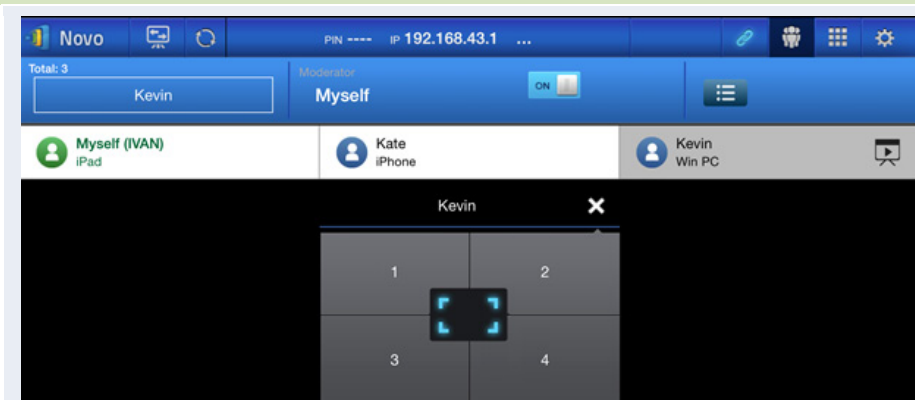 Novo PIN ---- IP 192.168.43.1 ...
Total: 3
Kevin
Moderator
Myself
ON
Myself (IVAN)
iPad
Kate
iPhone
Kevin
Win PC
Kevin
1 2
3 4